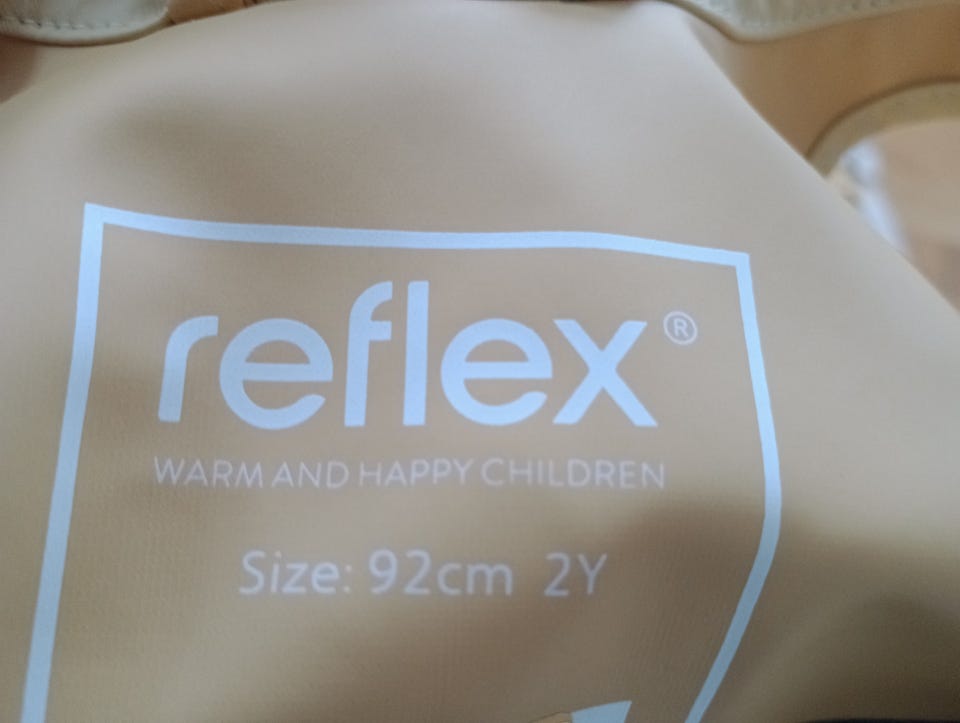 reflex®
WARM AND HAPPY CHILDREN
Size: 92cm 2Y